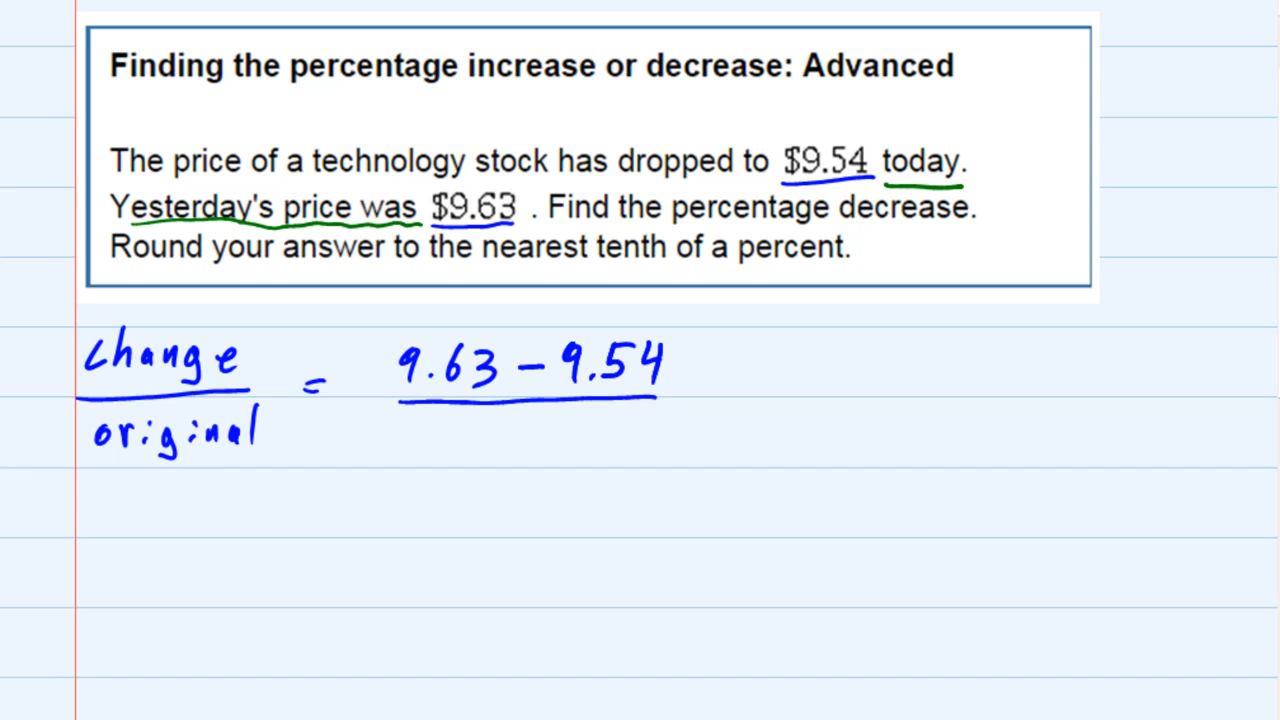 Finding the percentage increase or decrease: Advanced
The price of a technology stock has dropped to $9.54 today.
Yesterday's price was $9.63 . Find the percentage decrease.
Round your answer to the nearest tenth of a percent.
change
original
= 9.63 - 9.54